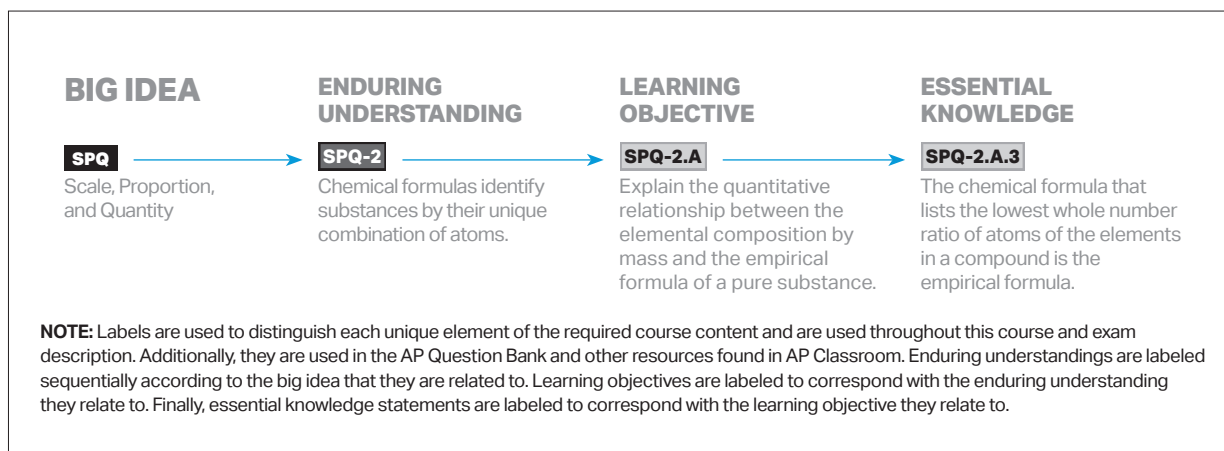 BIG IDEA
SPQ
Scale, Proportion,
and Quantity
ENDURING
UNDERSTANDING
SPQ-2
Chemical formulas identify
substances by their unique
combination of atoms.
LEARNING
OBJECTIVE
SPQ-2.A
Explain the quantitative
relationship between the
elemental composition by
mass and the empirical
formula of a pure substance.
ESSENTIAL
KNOWLEDGE
SPQ-2.A.3
The chemical formula that
lists the lowest whole number
ratio of atoms of the elements
in a compound is the
empirical formula.
NOTE: Labels are used to distinguish each unique element of the required course content and are used throughout this course and exam
description. Additionally, they are used in the AP Question Bank and other resources found in AP Classroom. Enduring understandings are labeled
sequentially according to the big idea that they are related to. Learning objectives are labeled to correspond with the enduring understanding
they relate to. Finally, essential knowledge statements are labeled to correspond with the learning objective they relate to.